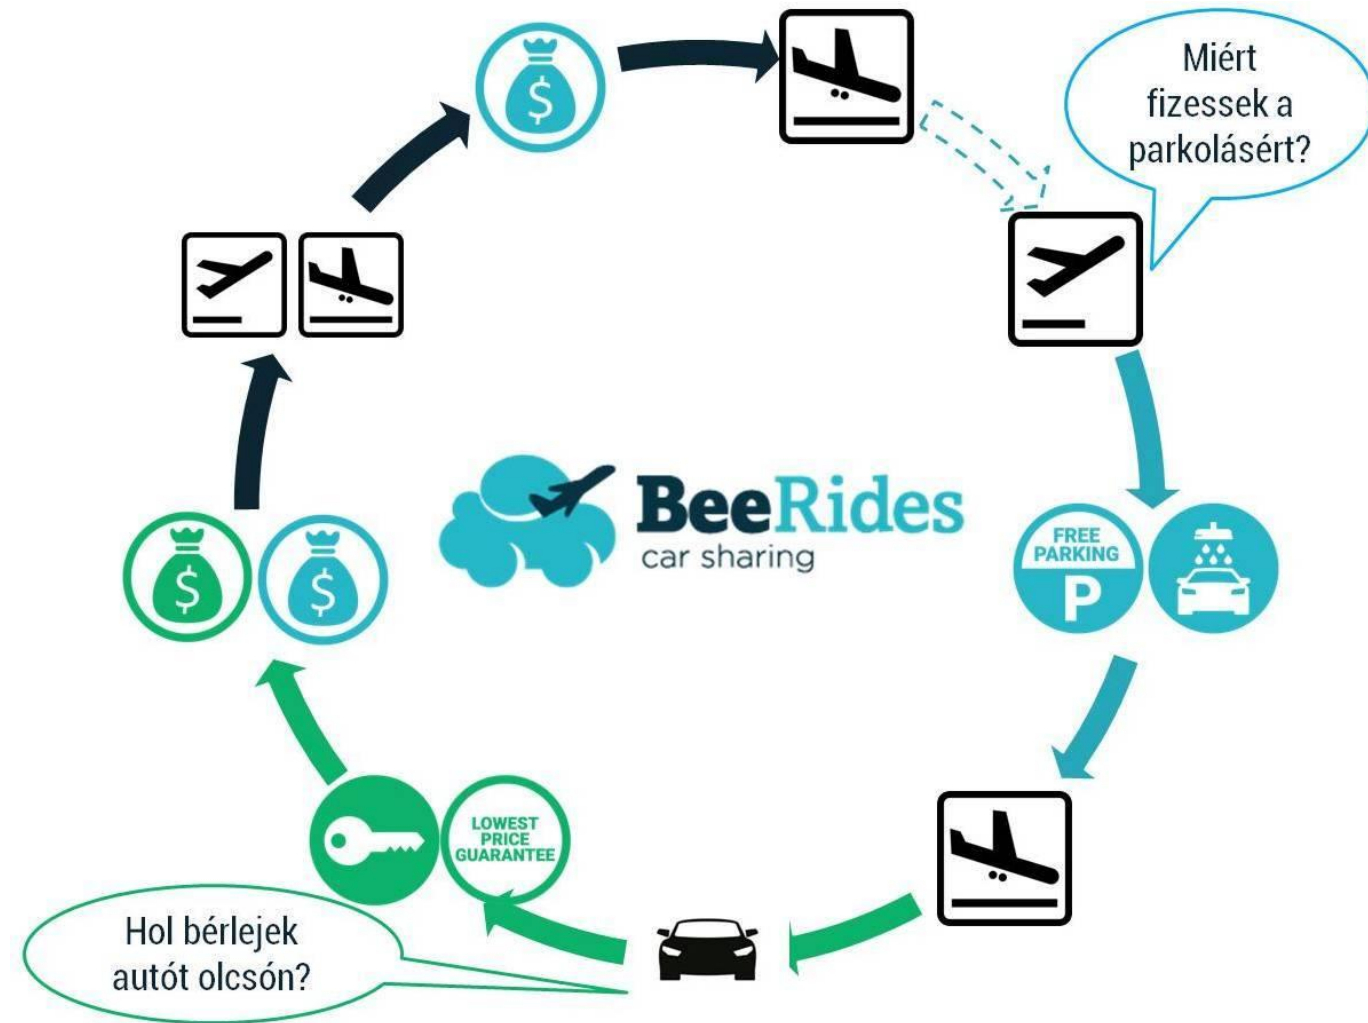 Miért
fizessek a
parkolásért?
$
BeeRides
car sharing
FREE
PARKING
P
$
$
LOWEST
PRICE
GUARANTEE
Hol bérlejek
autót olcsón?